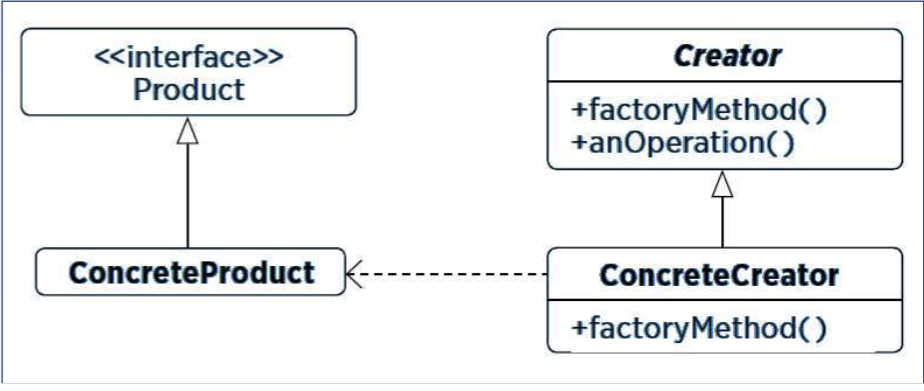 <<interface>>
Product
Creator
+factoryMethod()
+anOperation()
ConcreteProduct
ConcreteCreator
+factoryMethod()